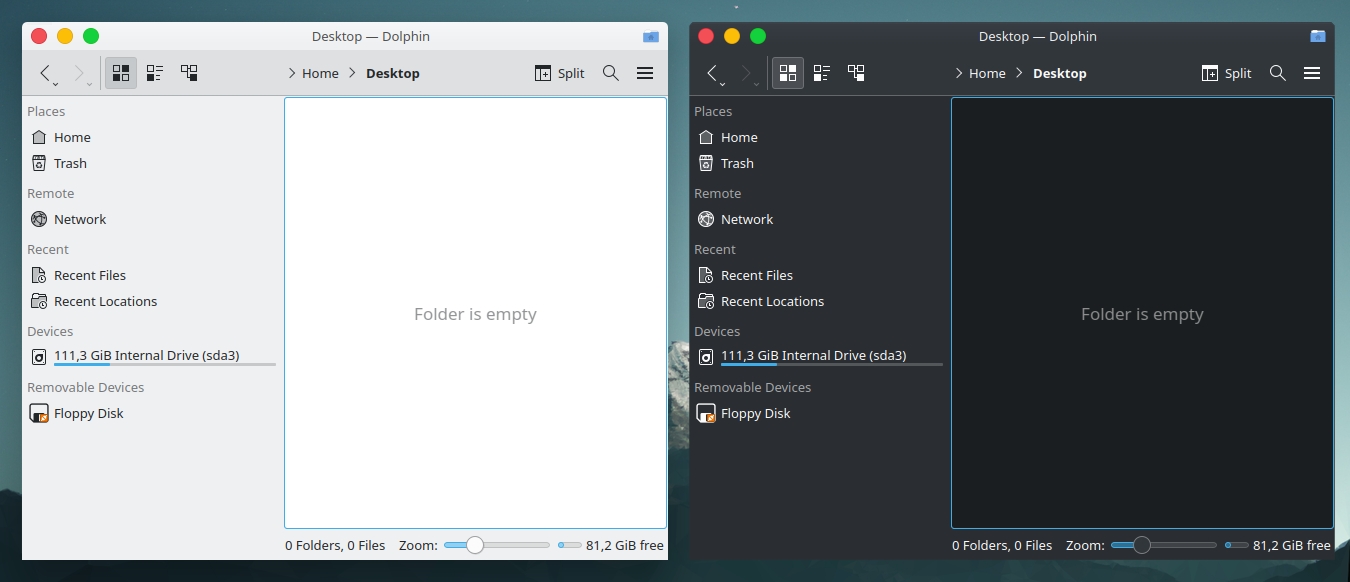 Desktop — Dolphin
Home Desktop Split
Places
Home
Trash
Remote
Network
Recent
Recent Files
Recent Locations
Devices
111,3 GiB Internal Drive (sda3)
Removable Devices
Floppy Disk
Folder is empty
0 Folders, 0 Files Zoom: 81,2 GiB free
Desktop — Dolphin
Home Desktop Split
Places
Home
Trash
Remote
Network
Recent
Recent Files
Recent Locations
Devices
111,3 GiB Internal Drive (sda3)
Removable Devices
Floppy Disk
Folder is empty
0 Folders, 0 Files Zoom: 81,2 GiB free